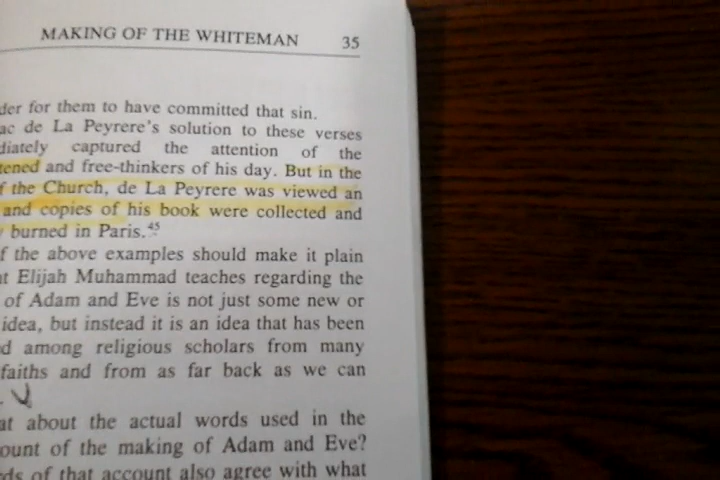 MAKING OF THE WHITEMAN 35
der for them to have committed that sin.
ac de La Peyrere's solution to these verses
diately captured the attention of the
tened and free-thinkers of his day. But in the
f the Church, de La Peyrere was viewed an
and copies of his book were collected and
burned in Paris.45
f the above examples should make it plain
at Elijah Muhammad teaches regarding the
of Adam and Eve is not just some new or
idea, but instead it is an idea that has been
d among religious scholars from many
faiths and from as far back as we can
at about the actual words used in the
ount of the making of Adam and Eve?
rds of that account also agree with what